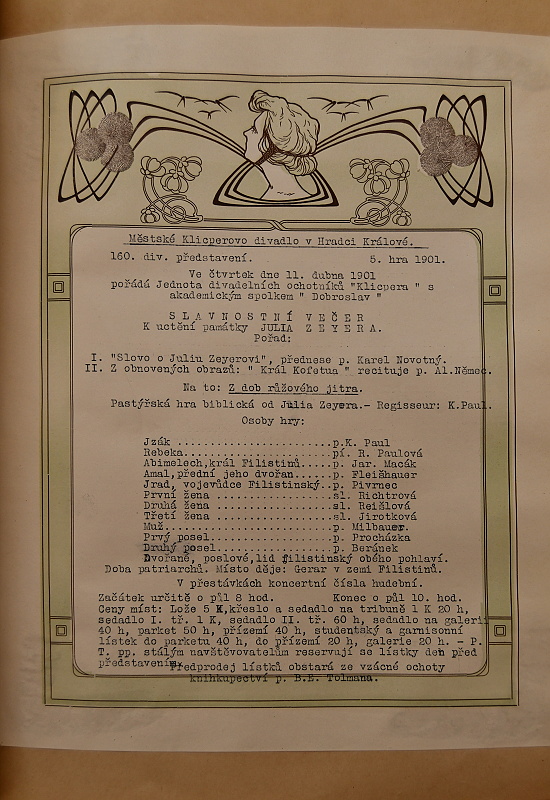 Městské Klicperovo divadlo v Hradci Králové.
160. div. představení. 5. hra 1901.
Ve čtvrtek dne 11. dubna 1901
pořádá Jednota divadelních ochotníků "Klicpera " s
akademickým spolkem " Dobroslav "
S L A V N O S T N Í V E Č E R
K uctění památky JULIA ZEYERA.
Pořad:
I. "Slovo o Juliu Zeyerovi", přednese p. Karel Novotný.
II. Z obnovených obrazů: " Král Kofetua " recituje p. Al.Němec.
Na to: Z dob růžového jitra.
Pastýřská hra biblická od Julia Zeyera.- Regisseur: K.Paul.
Osoby hry:
Jzák ....................p.K. Paul
Rebeka...................pí. R. Paulová
Abimelech,král Filistinů....p. Jar. Macák
Amal,přední jeho dvořan.....p. Fleišhauer
Jrad, vojevůdce Filistinský..p. Pivrnec
První žena ................sl. Richtrová
Druhá žena ................sl. Reišlová
Třetí žena ................sl. Jirotková
Muž........................p. Milbauer.
Prvý posel.................p. Procházka
Druhý posel................p. Beránek
Dvořané, poslové,lid filistinský obého pohlaví.
Doba patriarchů. Místo děje: Gerar v zemi Filistinů.
V přestávkách koncertní čísla hudební.
Začátek určitě o půl 8 hod. Konec o půl 10. hod.
Ceny míst: Lože 5 K,křeslo a sedadlo na tribuně 1 K 20 h,
sedadlo I. tř. 1 K, sedadlo II. tř. 60 h, sedadlo na galerii
40 h, parket 50 h, přízemí 40 h, studentský a garnisonní
lístek do parketu 40 h, do přízemí 20 h, galerie 20 h. - P.
T. pp. stálým navštěvovatelům reservují se lístky den před
představením.
Předprodej lístků obstará ze vzácné ochoty
knihkupectví p. B.E. Tolmana.